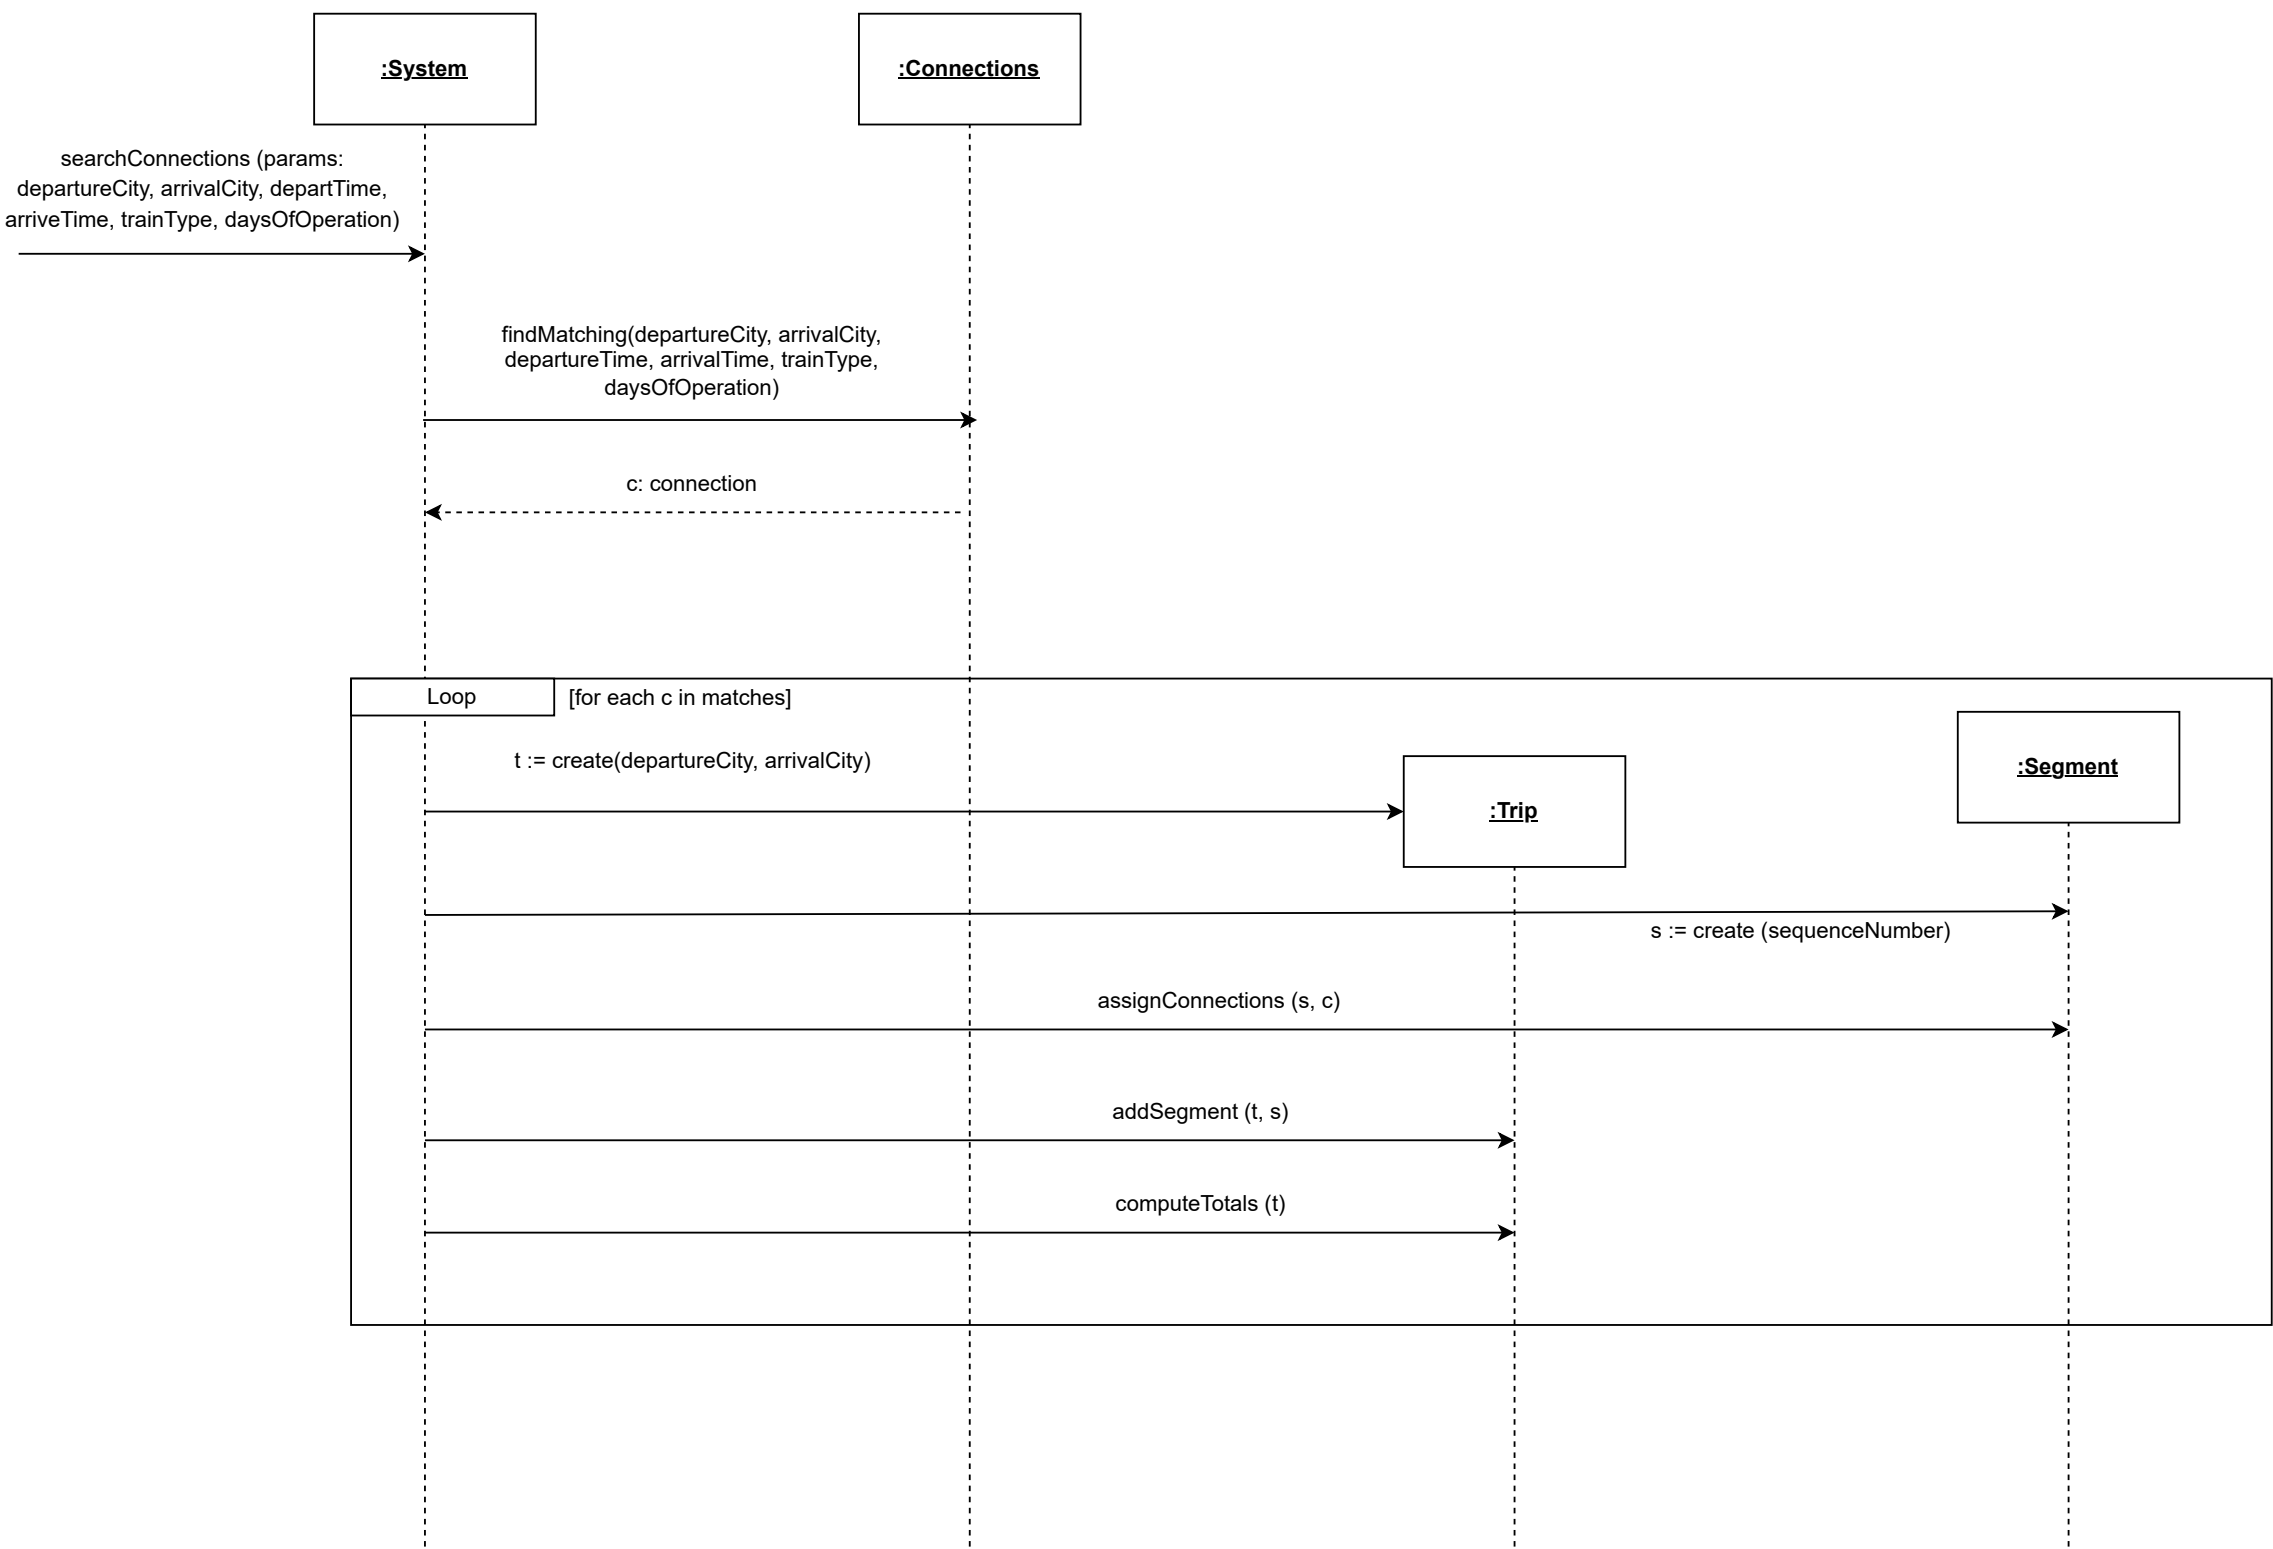 :System
:Connections
searchConnections (params:
departureCity, arrivalCity, departTime,
arriveTime, trainType, daysOfOperation)
findMatching(departureCity, arrivalCity,
departureTime, arrivalTime, trainType,
daysOfOperation)
c: connection
Loop
[for each c in matches]
t := create(departureCity, arrivalCity)
:Trip
:Segment
s := create (sequenceNumber)
assignConnections (s, c)
addSegment (t, s)
computeTotals (t)